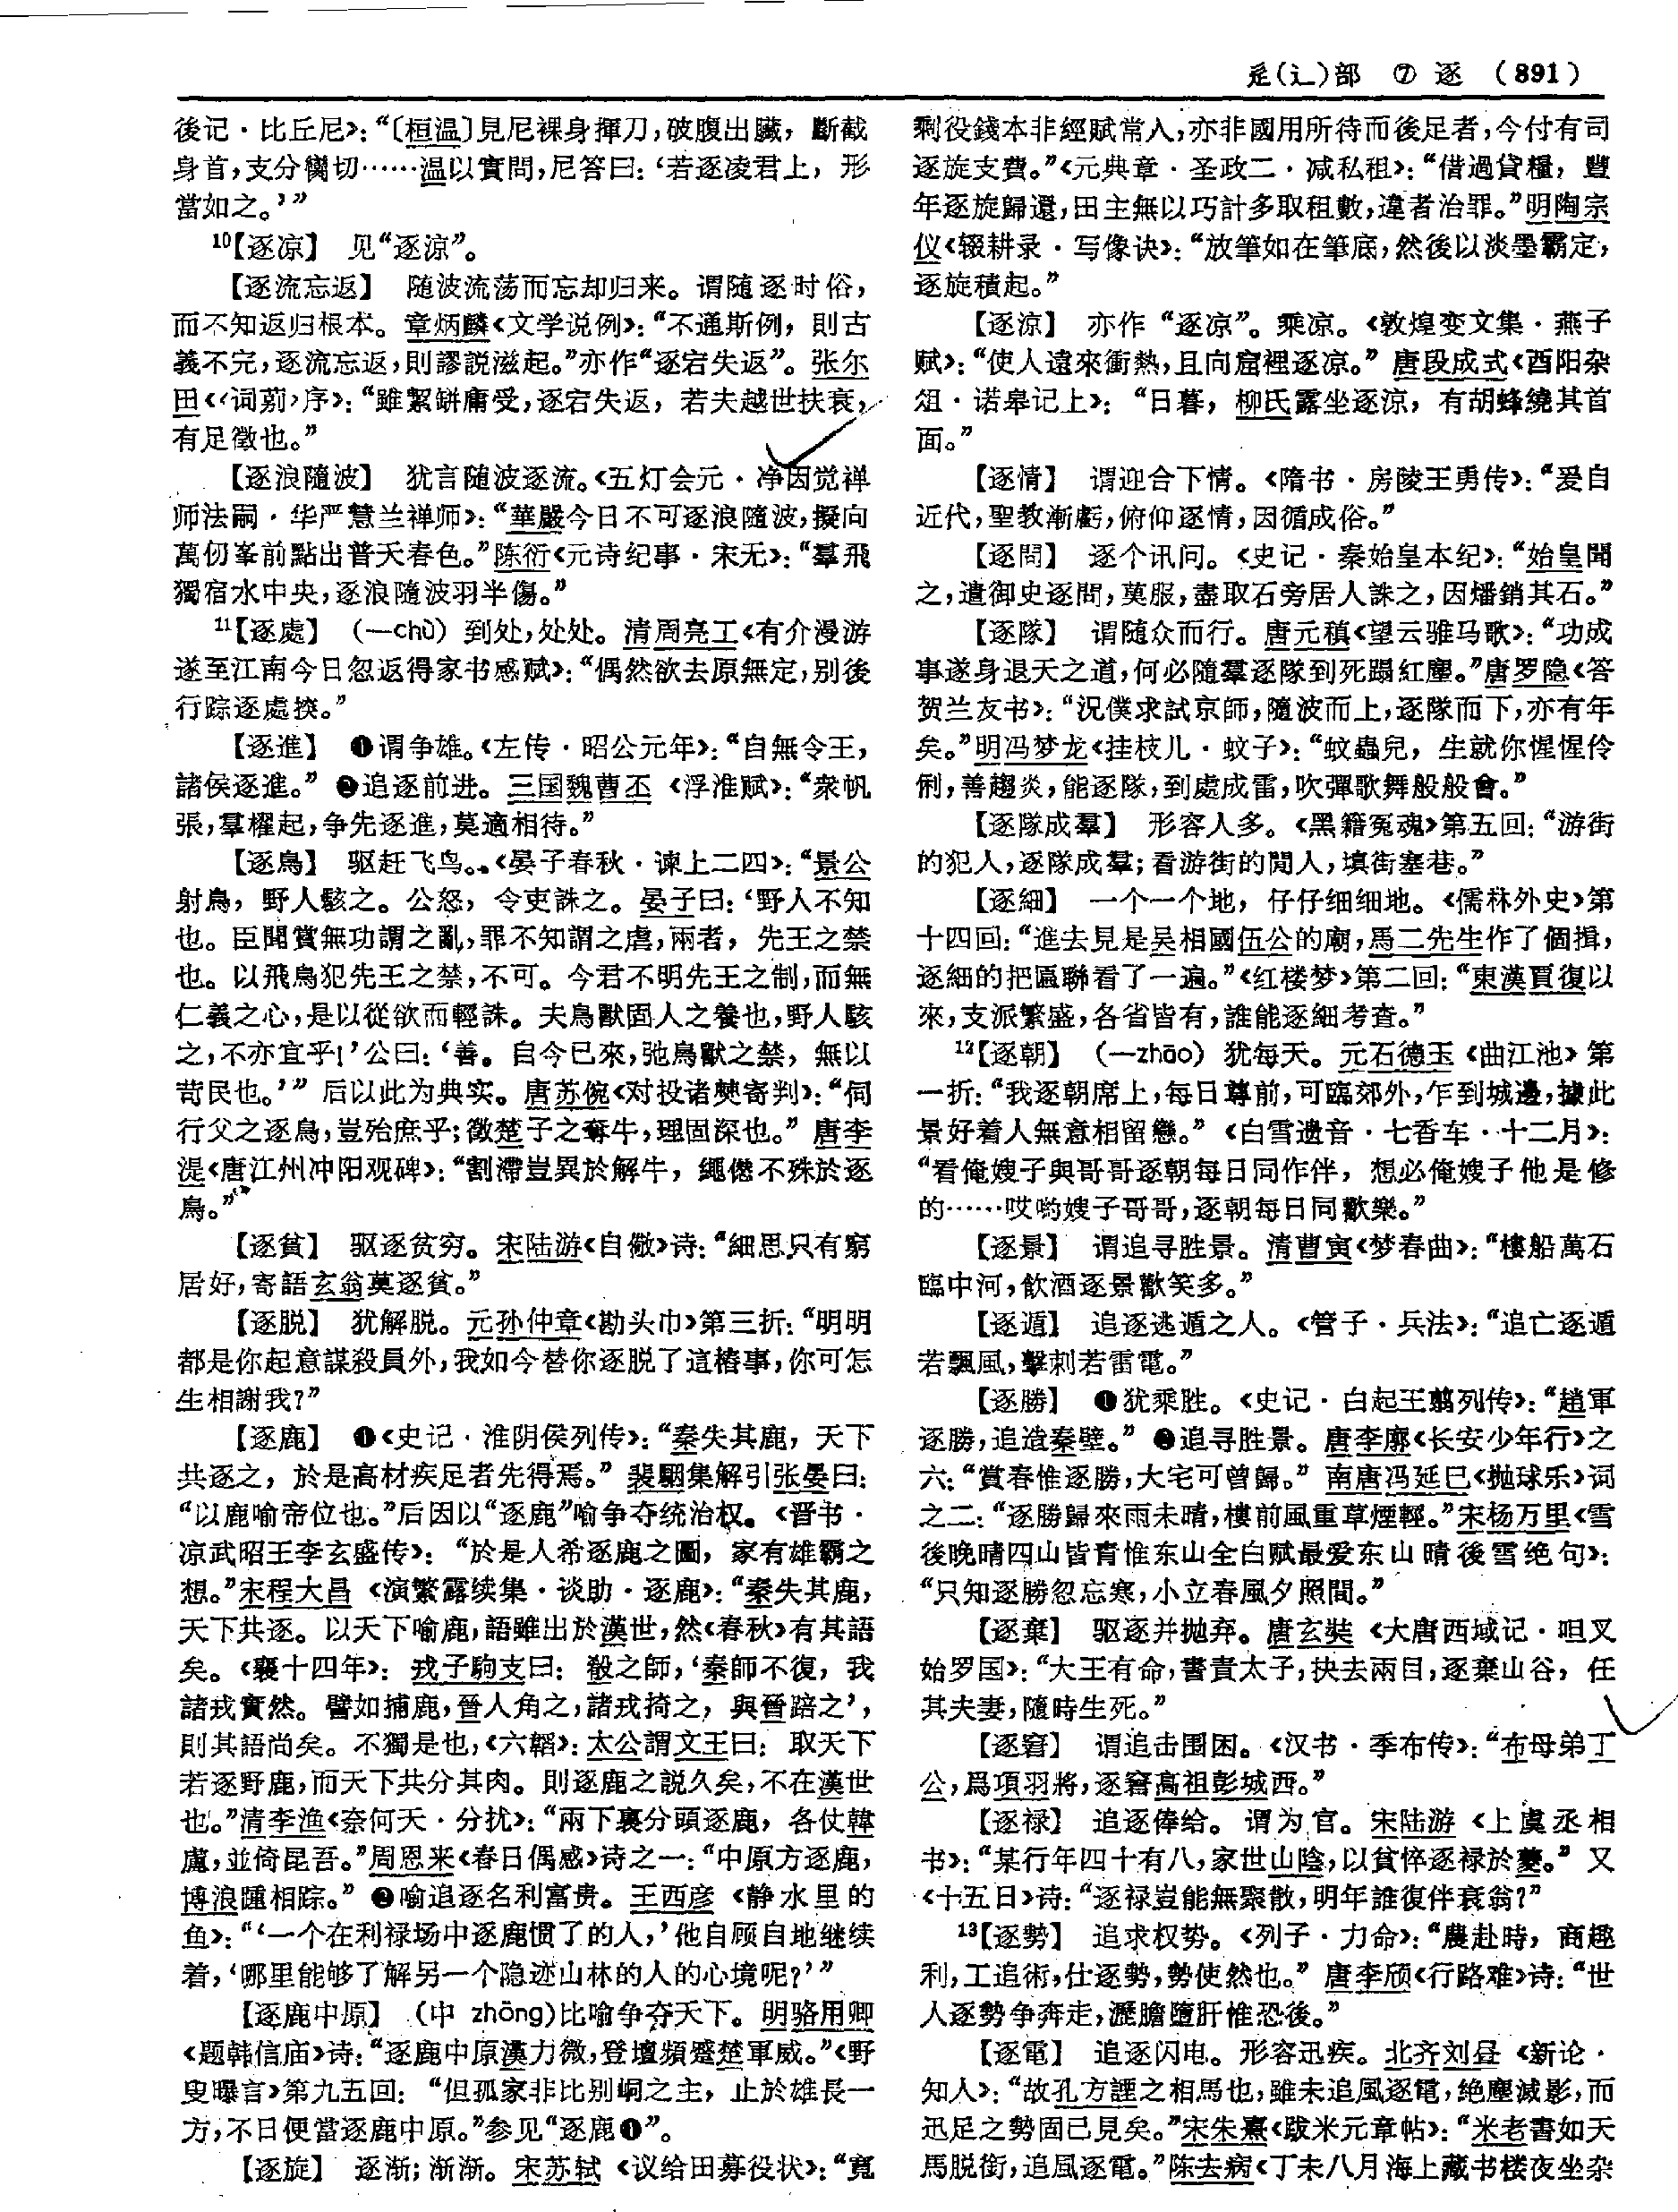 辵(辶)部 ⑦ 逐 (891)
後记·比丘尼》：“〔桓温〕見尼裸身揮刀，破腹出臟，斷截
身首，支分臠切……温以實問，尼答曰：‘若逐凌君上，形
當如之。’”
10【逐凉】 见“逐涼”。
【逐流忘返】 随波流荡而忘却归来。谓随逐时俗，
而不知返归根本。章炳麟《文学说例》：“不通斯例，則古
義不完，逐流忘返，則謬説滋起。”亦作“逐宕失返”。张尔
田《〈词莂〉序》：“雖絜缾庸受，逐宕失返，若夫越世扶衰，
有足徵也。”
【逐浪隨波】 犹言随波逐流。《五灯会元·净因觉禅
师法嗣·华严慧兰禅师》：“華嚴今日不可逐浪隨波，擬向
萬仞峯前點出普天春色。”陈衍《元诗纪事·宋无》：“羣飛
獨宿水中央，逐浪隨波羽半傷。”
11【逐處】 （—chù）到处，处处。清周亮工《有介漫游
遂至江南今日忽返得家书感赋》：“偶然欲去原無定，別後
行踪逐處揬。”
【逐進】 ❶谓争雄。《左传·昭公元年》：“自無令王，
諸侯逐進。” ❷追逐前进。三国魏曹丕《浮淮赋》：“衆帆
張，羣櫂起，争先逐進，莫適相待。”
【逐鳥】 驱赶飞鸟。《晏子春秋·谏上二四》：“景公
射鳥，野人駭之。公怒，令吏誅之。晏子曰：‘野人不知
也。臣聞賞無功謂之亂，罪不知謂之虐，兩者，先王之禁
也。以飛鳥犯先王之禁，不可。今君不明先王之制，而無
仁義之心，是以從欲而輕誅。夫鳥獸固人之養也，野人駭
之，不亦宜乎！’公曰：‘善。自今已來，弛鳥獸之禁，無以
苛民也。’” 后以此为典实。唐苏倇《对投诸僰寄判》：“伺
行父之逐鳥，豈殆庶乎；徵楚子之奪牛，理固深也。”唐李
湜《唐江州冲阳观碑》：“割滯豈異於解牛，繩僁不殊於逐
鳥。”
【逐貧】 驱逐贫穷。宋陆游《自儆》诗：“細思只有窮
居好，寄語玄翁莫逐貧。”
【逐脱】 犹解脱。元孙仲章《勘头巾》第三折：“明明
都是你起意謀殺員外，我如今替你逐脱了這樁事，你可怎
生相謝我？”
【逐鹿】 ❶《史记·淮阴侯列传》：“秦失其鹿，天下
共逐之，於是高材疾足者先得焉。”裴駰集解引张晏曰：
“以鹿喻帝位也。”后因以“逐鹿”喻争夺统治权。《晋书·
凉武昭王李玄盛传》：“於是人希逐鹿之圖，家有雄霸之
想。”宋程大昌《演繁露续集·谈助·逐鹿》：“秦失其鹿，
天下共逐。以天下喻鹿，語雖出於漢世，然《春秋》有其語
矣。《襄十四年》：戎子駒支曰：殽之師，‘秦師不復，我
諸戎實然。譬如捕鹿，晉人角之，諸戎掎之，與晉踣之’，
則其語尚矣。不獨是也，《六韜》：太公謂文王曰：取天下
若逐野鹿，而天下共分其肉。則逐鹿之説久矣，不在漢世
也。”清李渔《奈何天·分扰》：“兩下裏分頭逐鹿，各仗韓
盧，並倚昆吾。”周恩来《春日偶感》诗之一：“中原方逐鹿，
博浪踵相踪。” ❷喻追逐名利富贵。王西彦《静水里的
鱼》：“‘一个在利禄场中逐鹿惯了的人，’他自顾自地继续
着，‘哪里能够了解另一个隐迹山林的人的心境呢？’”
【逐鹿中原】 （中 zhōng）比喻争夺天下。明骆用卿
《题韩信庙》诗：“逐鹿中原漢力微，登壇頻蹙楚軍威。”《野
叟曝言》第九五回：“但孤家非比别峒之主，止於雄長一
方，不日便當逐鹿中原。”参见“逐鹿❶”。
【逐旋】 逐渐；渐渐。宋苏轼《议给田募役状》：“寬
剩役錢本非經賦常入，亦非國用所待而後足者，今付有司
逐旋支費。”《元典章·圣政二·减私租》：“借過貸糧，豐
年逐旋歸還，田主無以巧計多取租數，違者治罪。”明陶宗
仪《辍耕录·写像诀》：“放筆如在筆底，然後以淡墨霸定，
逐旋積起。”
【逐涼】 亦作“逐凉”。乘凉。《敦煌变文集·燕子
赋》：“使人遠來衝熱，且向窟裡逐凉。”唐段成式《酉阳杂
俎·诺皋记上》：“日暮，柳氏露坐逐涼，有胡蜂繞其首
面。”
【逐情】 谓迎合下情。《隋书·房陵王勇传》：“爰自
近代，聖教漸虧，俯仰逐情，因循成俗。”
【逐問】 逐个讯问。《史记·秦始皇本纪》：“始皇聞
之，遣御史逐問，莫服，盡取石旁居人誅之，因燔銷其石。”
【逐隊】 谓随众而行。唐元稹《望云骓马歌》：“功成
事遂身退天之道，何必隨羣逐隊到死蹋紅塵。”唐罗隐《答
贺兰友书》：“況僕求試京師，隨波而上，逐隊而下，亦有年
矣。”明冯梦龙《挂枝儿·蚊子》：“蚊蟲兒，生就你惺惺伶
俐，善趨炎，能逐隊，到處成雷，吹彈歌舞般般會。”
【逐隊成羣】 形容人多。《黑籍冤魂》第五回：“游街
的犯人，逐隊成羣；看游街的閒人，填街塞巷。”
【逐細】 一个一个地，仔仔细细地。《儒林外史》第
十四回：“進去見是吴相國伍公的廟，馬二先生作了個揖，
逐細的把匾聯看了一遍。”《红楼梦》第二回：“東漢賈復以
來，支派繁盛，各省皆有，誰能逐細考查。”
12【逐朝】 （—zhāo）犹每天。元石德玉《曲江池》第
一折：“我逐朝席上，每日尊前，可臨郊外，乍到城邊，據此
景好着人無意相留戀。”《白雪遗音·七香车·十二月》：
“看俺嫂子與哥哥逐朝每日同作伴，想必俺嫂子他是修
的……哎哟嫂子哥哥，逐朝每日同歡樂。”
【逐景】 谓追寻胜景。清曹寅《梦春曲》：“樓船萬石
臨中河，飲酒逐景歡笑多。”
【逐遁】 追逐逃遁之人。《管子·兵法》：“追亡逐遁
若飄風，擊刺若雷電。”
【逐勝】 ❶犹乘胜。《史记·白起王翦列传》：“趙軍
逐勝，追造秦壁。” ❷追寻胜景。唐李廓《长安少年行》之
六：“賞春惟逐勝，大宅可曾歸。” 南唐冯延巳《抛球乐》词
之二：“逐勝歸來雨未晴，樓前風重草煙輕。”宋杨万里《雪
後晚晴四山皆青惟东山全白赋最爱东山晴後雪绝句》：
“只知逐勝忽忘寒，小立春風夕照間。”
【逐棄】 驱逐并抛弃。唐玄奘《大唐西域记·呾叉
始罗国》：“大王有命，書責太子，抉去兩目，逐棄山谷，任
其夫妻，隨時生死。”
【逐窘】 谓追击围困。《汉书·季布传》：“布母弟丁
公，爲項羽將，逐窘高祖彭城西。”
【逐禄】 追逐俸给。谓为官。宋陆游《上虞丞相
书》：“某行年四十有八，家世山陰，以貧悴逐禄於夔。” 又
《十五日》诗：“逐禄豈能無聚散，明年誰復伴衰翁？”
13【逐勢】 追求权势。《列子·力命》：“農赴時，商趣
利，工追術，仕逐勢，勢使然也。” 唐李颀《行路难》诗：“世
人逐勢争奔走，瀝膽隳肝惟恐後。”
【逐電】 追逐闪电。形容迅疾。北齐刘昼《新论·
知人》：“故孔方諲之相馬也，雖未追風逐電，絶塵滅影，而
迅足之勢固已見矣。”宋朱熹《跋米元章帖》：“米老書如天
馬脱銜，追風逐電。”陈去病《丁未八月海上藏书楼夜坐杂